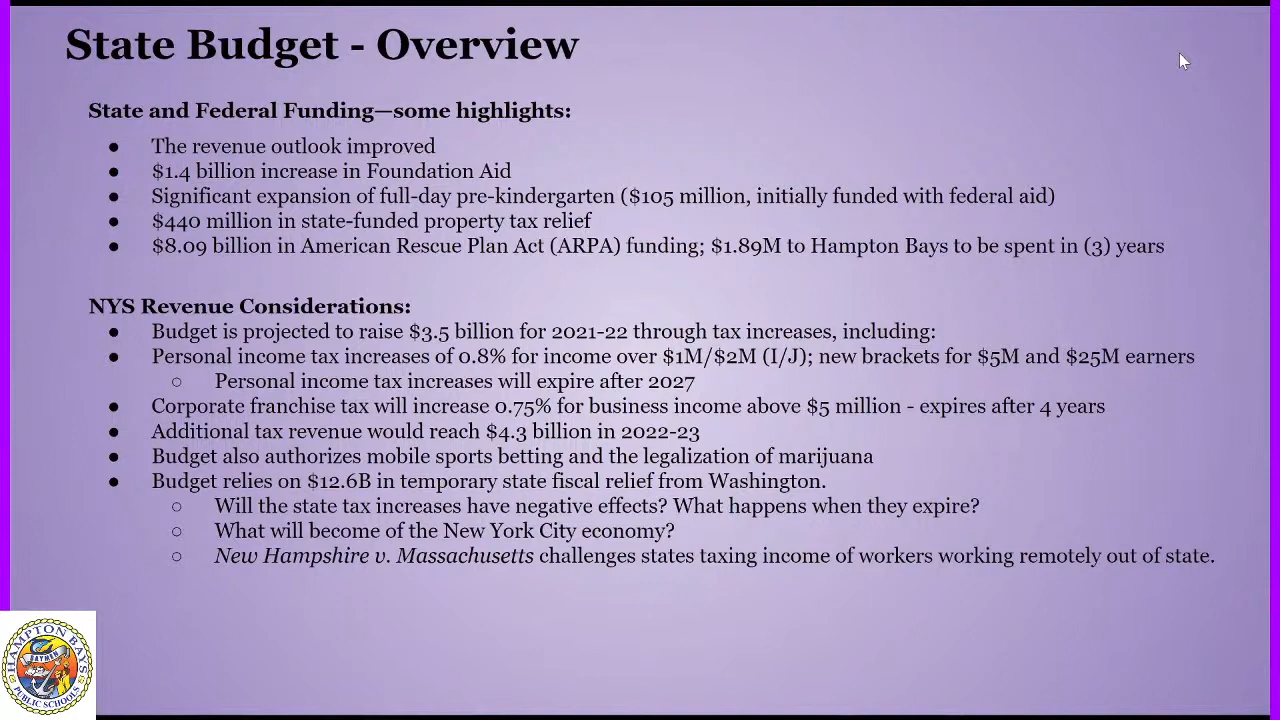 State Budget - Overview
State and Federal Funding—some highlights:
● The revenue outlook improved
● $1.4 billion increase in Foundation Aid
● Significant expansion of full-day pre-kindergarten ($105 million, initially funded with federal aid)
● $440 million in state-funded property tax relief
● $8.09 billion in American Rescue Plan Act (ARPA) funding; $1.89M to Hampton Bays to be spent in (3) years
NYS Revenue Considerations:
● Budget is projected to raise $3.5 billion for 2021-22 through tax increases, including:
● Personal income tax increases of 0.8% for income over $1M/$2M (I/J); new brackets for $5M and $25M earners
○ Personal income tax increases will expire after 2027
● Corporate franchise tax will increase 0.75% for business income above $5 million - expires after 4 years
● Additional tax revenue would reach $4.3 billion in 2022-23
● Budget also authorizes mobile sports betting and the legalization of marijuana
● Budget relies on $12.6B in temporary state fiscal relief from Washington.
○ Will the state tax increases have negative effects? What happens when they expire?
○ What will become of the New York City economy?
○ New Hampshire v. Massachusetts challenges states taxing income of workers working remotely out of state.
HAMPTON BAYS
BAYMEN
PUBLIC SCHOOLS